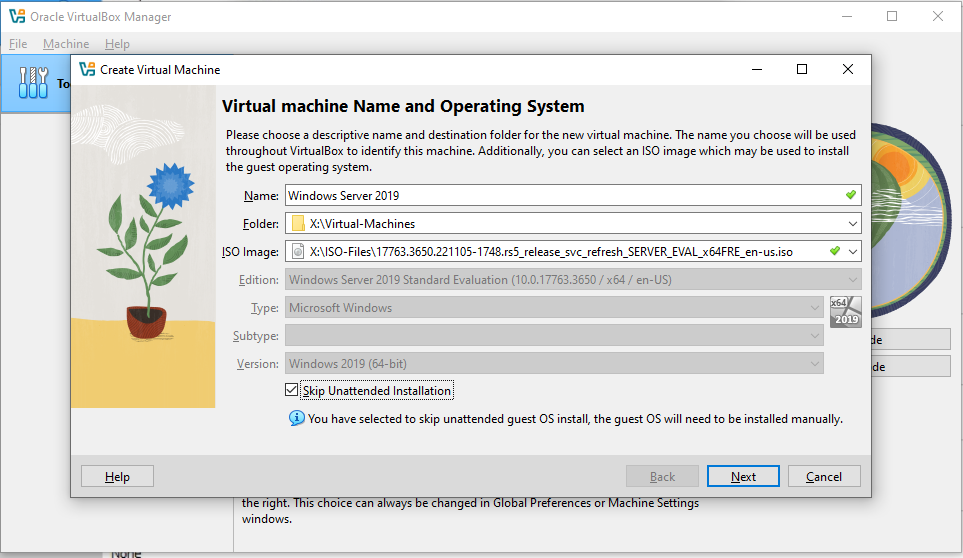 Oracle VirtualBox Manager
File Machine Help
To
Create Virtual Machine
Virtual machine Name and Operating System
Please choose a descriptive name and destination folder for the new virtual machine. The name you choose will be used
throughout VirtualBox to identify this machine. Additionally, you can select an ISO image which may be used to install
the guest operating system.
Name: Windows Server 2019
Folder: X:\Virtual-Machines
ISO Image: X:\ISO-Files\17763.3650.221105-1748.rs5_release_svc_refresh_SERVER_EVAL_x64FRE_en-us.iso
Edition: Windows Server 2019 Standard Evaluation (10.0.17763.3650 / x64 / en-US)
Type: Microsoft Windows
x64
2019
Subtype:
Version: Windows 2019 (64-bit)
de
de
Skip Unattended Installation
You have selected to skip unattended guest OS install, the guest OS will need to be installed manually.
Help Back Next Cancel
the right. This choice can always be changed in Global Preferences or Machine Settings
windows.
None